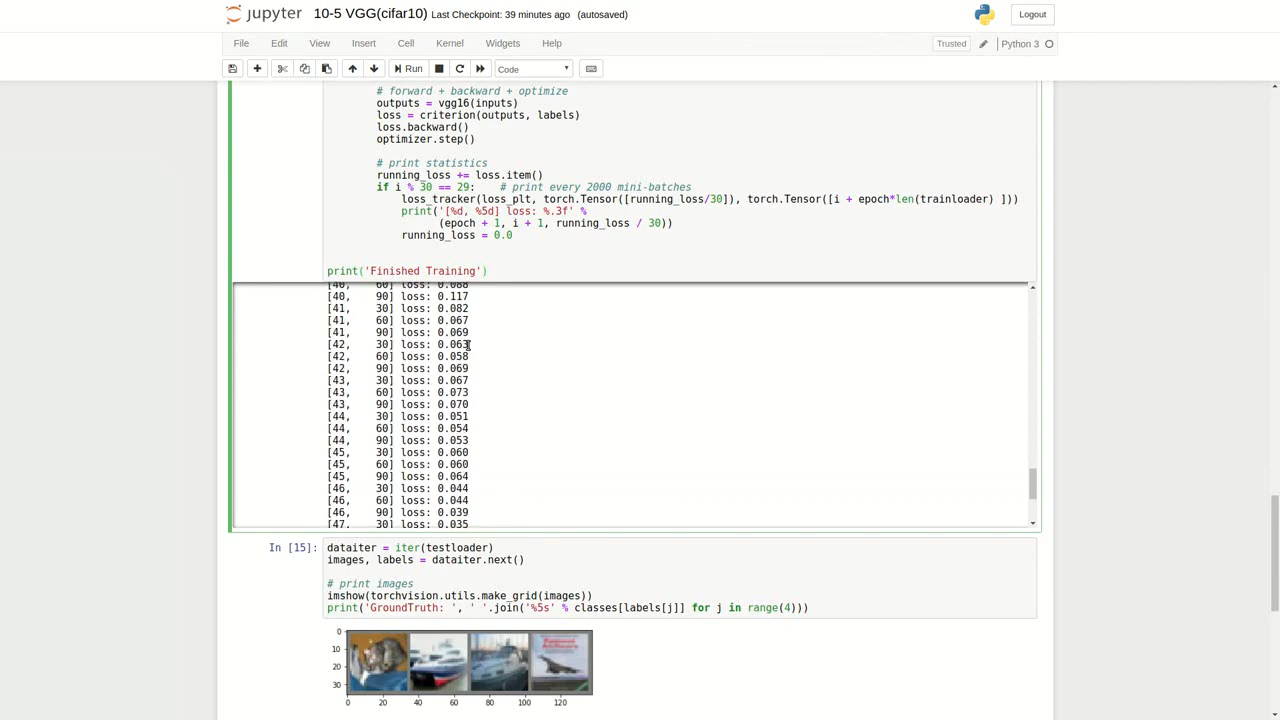 jupyter 10-5 VGG(cifar10) Last Checkpoint: 39 minutes ago (autosaved) Logout
File Edit View Insert Cell Kernel Widgets Help Trusted Python 3
Run Code
# forward + backward + optimize
outputs = vgg16(inputs)
loss = criterion(outputs, labels)
loss.backward()
optimizer.step()
# print statistics
running_loss += loss.item()
if i % 30 == 29:    # print every 2000 mini-batches
loss_tracker(loss_plt, torch.Tensor([running_loss/30]), torch.Tensor([i + epoch*len(trainloader) ]))
print('[%d, %5d] loss: %.3f' %
(epoch + 1, i + 1, running_loss / 30))
running_loss = 0.0
print('Finished Training')
[40,    60] loss: 0.088
[40,    90] loss: 0.117
[41,    30] loss: 0.082
[41,    60] loss: 0.067
[41,    90] loss: 0.069
[42,    30] loss: 0.063
[42,    60] loss: 0.058
[42,    90] loss: 0.069
[43,    30] loss: 0.067
[43,    60] loss: 0.073
[43,    90] loss: 0.070
[44,    30] loss: 0.051
[44,    60] loss: 0.054
[44,    90] loss: 0.053
[45,    30] loss: 0.060
[45,    60] loss: 0.060
[45,    90] loss: 0.064
[46,    30] loss: 0.044
[46,    60] loss: 0.044
[46,    90] loss: 0.039
[47,    30] loss: 0.035
In [15]: dataiter = iter(testloader)
images, labels = dataiter.next()
# print images
imshow(torchvision.utils.make_grid(images))
print('GroundTruth: ', ' '.join('%5s' % classes[labels[j]] for j in range(4)))
0
10
20
30
0 20 40 60 80 100 120